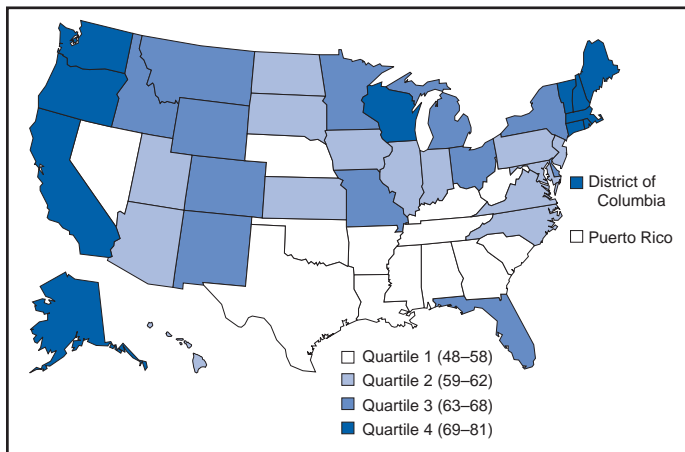 District of
Columbia
Puerto Rico
Quartile 1 (48–58)
Quartile 2 (59–62)
Quartile 3 (63–68)
Quartile 4 (69–81)